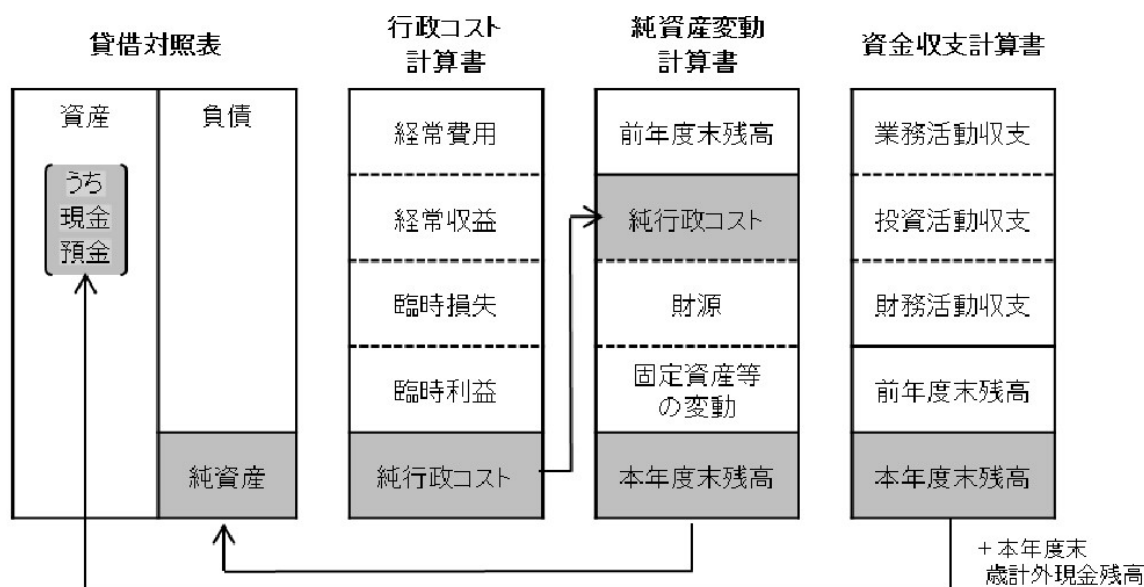 貸借対照表
資産
負債
うち
現金
預金
純資産
行政コスト
計算書
経常費用
経常収益
臨時損失
臨時利益
純行政コスト
純資産変動
計算書
前年度末残高
純行政コスト
財源
固定資産等
の変動
本年度末残高
資金収支計算書
業務活動収支
投資活動収支
財務活動収支
前年度末残高
本年度末残高
+本年度末
歳計外現金残高